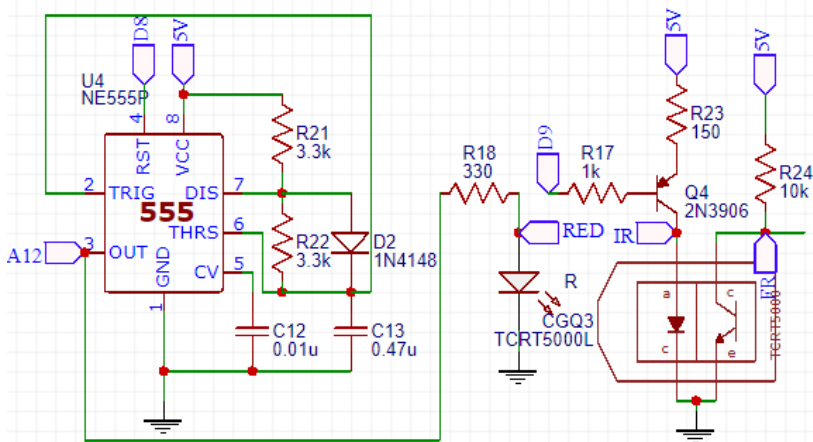 U4
NE555P
D8
5V
4
8
RST
VCC
2
TRIG
DIS
7
555
THRS
6
A12
3
OUT
GND
CV
5
1
R21
3.3k
R22
3.3k
D2
1N4148
C12
0.01u
C13
0.47u
R18
330
D9
R17
1k
5V
R23
150
Q4
2N3906
5V
R24
10k
RED
IR
R
CGQ3
TCRT5000L
a
c
c
e
TCRT5000